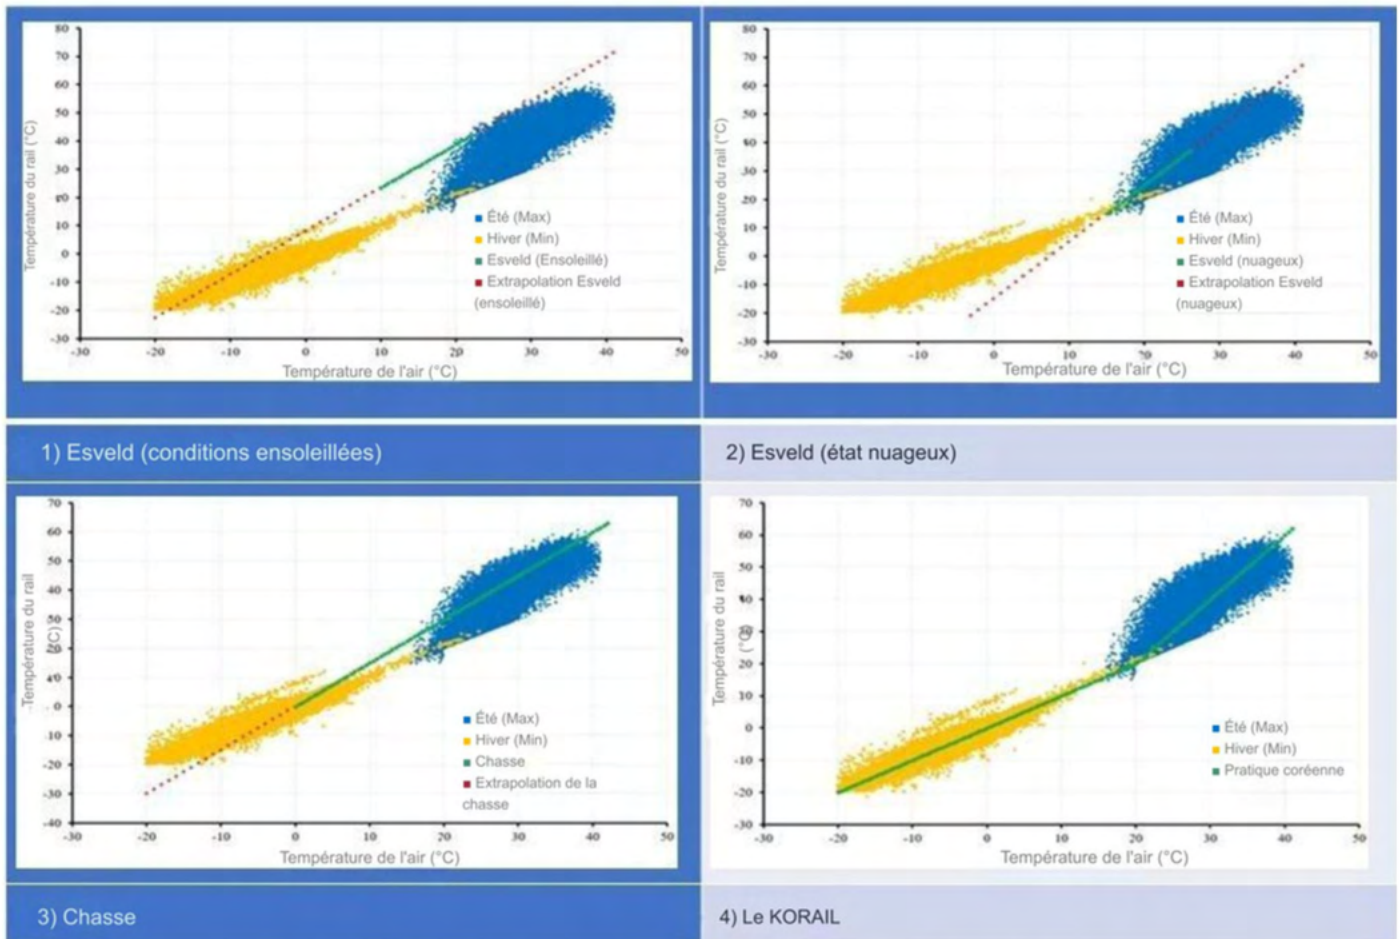 80
70
60
50
40
30
20
10
0
-10
-20
-30
-30
-20
-10
0
10
20
30
40
50
Température du rail (°C)
Température de l'air (°C)
Été (Max)
Hiver (Min)
Esveld (Ensoleillé)
Extrapolation Esveld
(ensoleillé)
80
70
60
50
40
30
20
10
0
-10
-20
-30
-30
-20
-10
0
10
20
30
40
50
Température du rail (°C)
Température de l'air (°C)
Été (Max)
Hiver (Min)
Esveld (nuageux)
Extrapolation Esveld
(nuageux)
1) Esveld (conditions ensoleillées)
2) Esveld (état nuageux)
70
60
50
40
30
20
10
0
-10
-20
-30
-40
-30
-20
-10
0
10
20
30
40
50
Température du rail
(°C)
Température de l'air (°C)
Été (Max)
Hiver (Min)
Chasse
Extrapolation de la
chasse
70
60
50
40
30
20
10
0
-10
-20
-30
-30
-20
-10
0
10
20
30
40
50
Température du rail
(°C)
Température de l'air (°C)
Été (Max)
Hiver (Min)
Pratique coréenne
3) Chasse
4) Le KORAIL